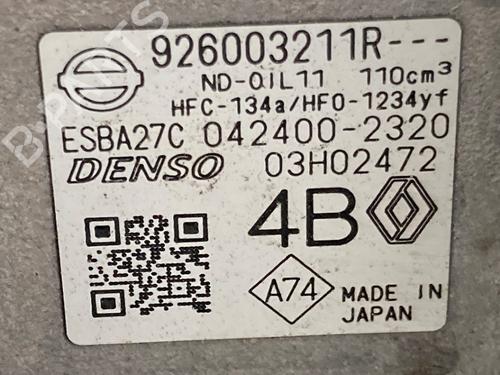 926003211R---
ND-OIL11 110cm³
HFC-134a/HFO-1234yf
ESBA27C 042400-2320
DENSO 03H02472
4B
A74
MADE IN
JAPAN